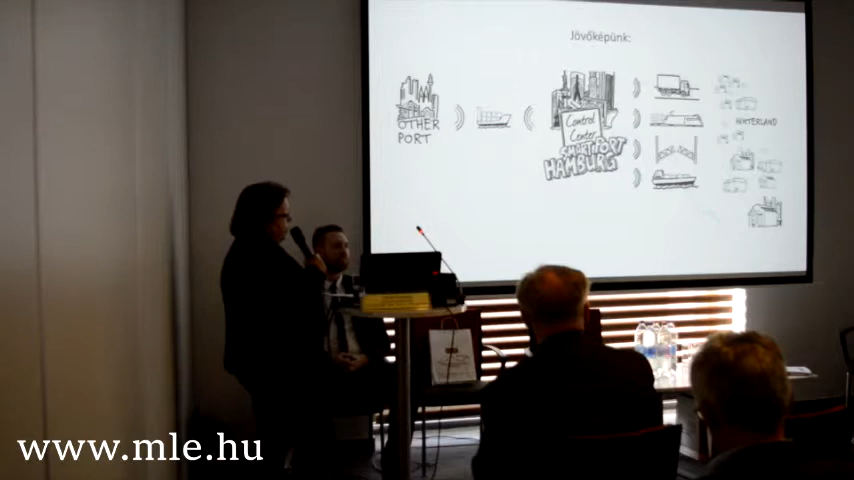 Jövőképünk:
OTHER
PORT
Control
Center
SMARTPORT
HAMBURG
HINTERLAND
www.mle.hu